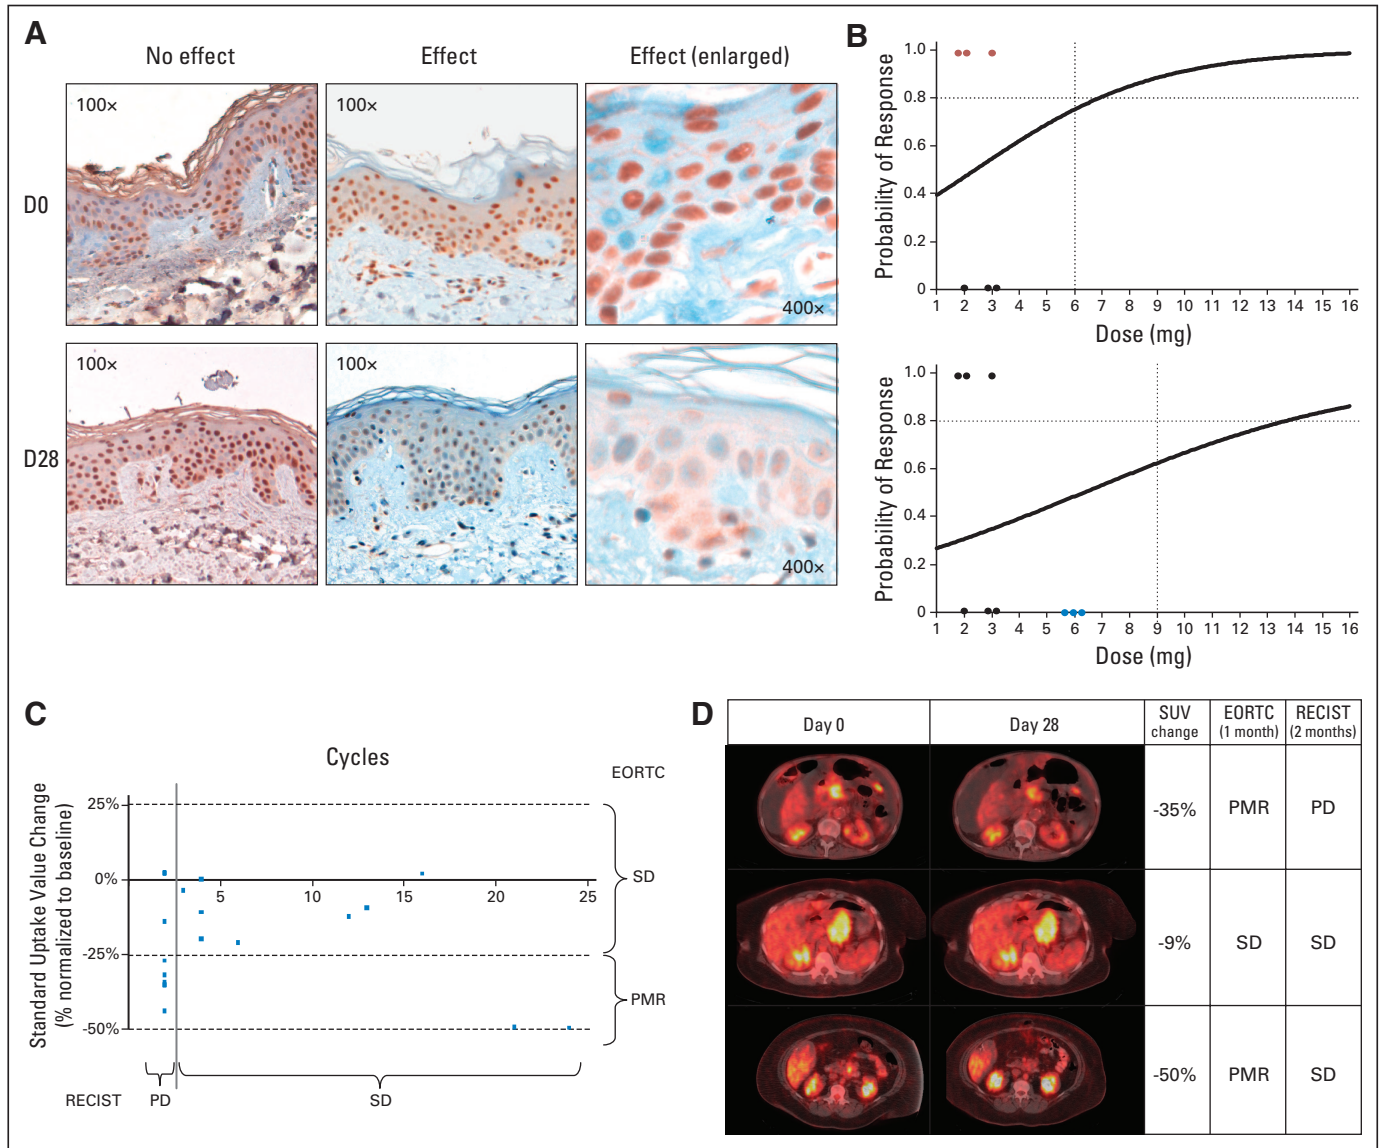 A
No effect
Effect
Effect (enlarged)
D0
100×
100×
400×
D28
100×
100×
400×
B
Probability of Response
1.0
0.8
0.6
0.4
0.2
0
1 2 3 4 5 6 7 8 9 10 11 12 13 14 15 16
Dose (mg)
Probability of Response
1.0
0.8
0.6
0.4
0.2
0
1 2 3 4 5 6 7 8 9 10 11 12 13 14 15 16
Dose (mg)
C
Cycles
EORTC
Standard Uptake Value Change
(% normalized to baseline)
25%
0%
-25%
-50%
5 10 15 20 25
SD
PMR
RECIST PD SD
D
Day 0
Day 28
SUV
change
EORTC
(1 month)
RECIST
(2 months)
-35% PMR PD
-9% SD SD
-50% PMR SD